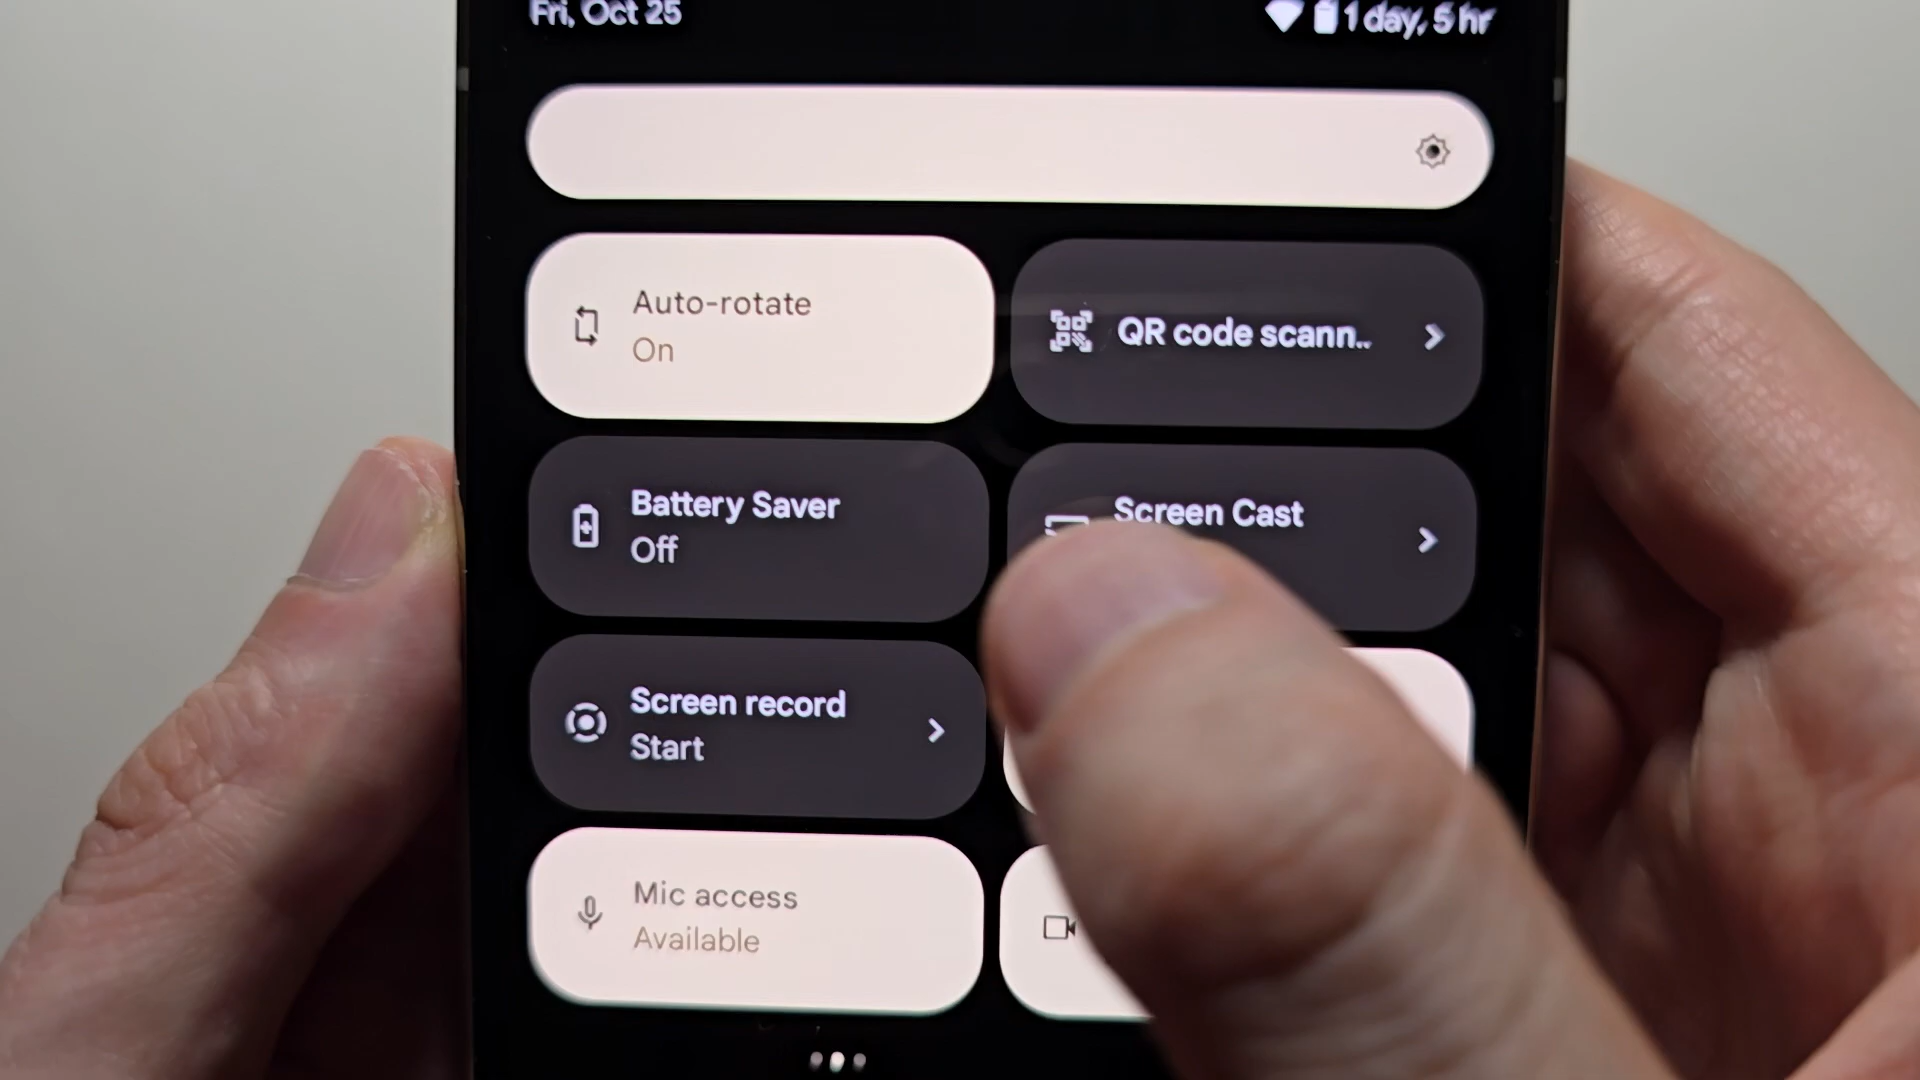 Fri, Oct 25
1 day, 5 hr
Auto-rotate
On
QR code scann..
Battery Saver
Off
Screen Cast
Screen record
Start
Mic access
Available